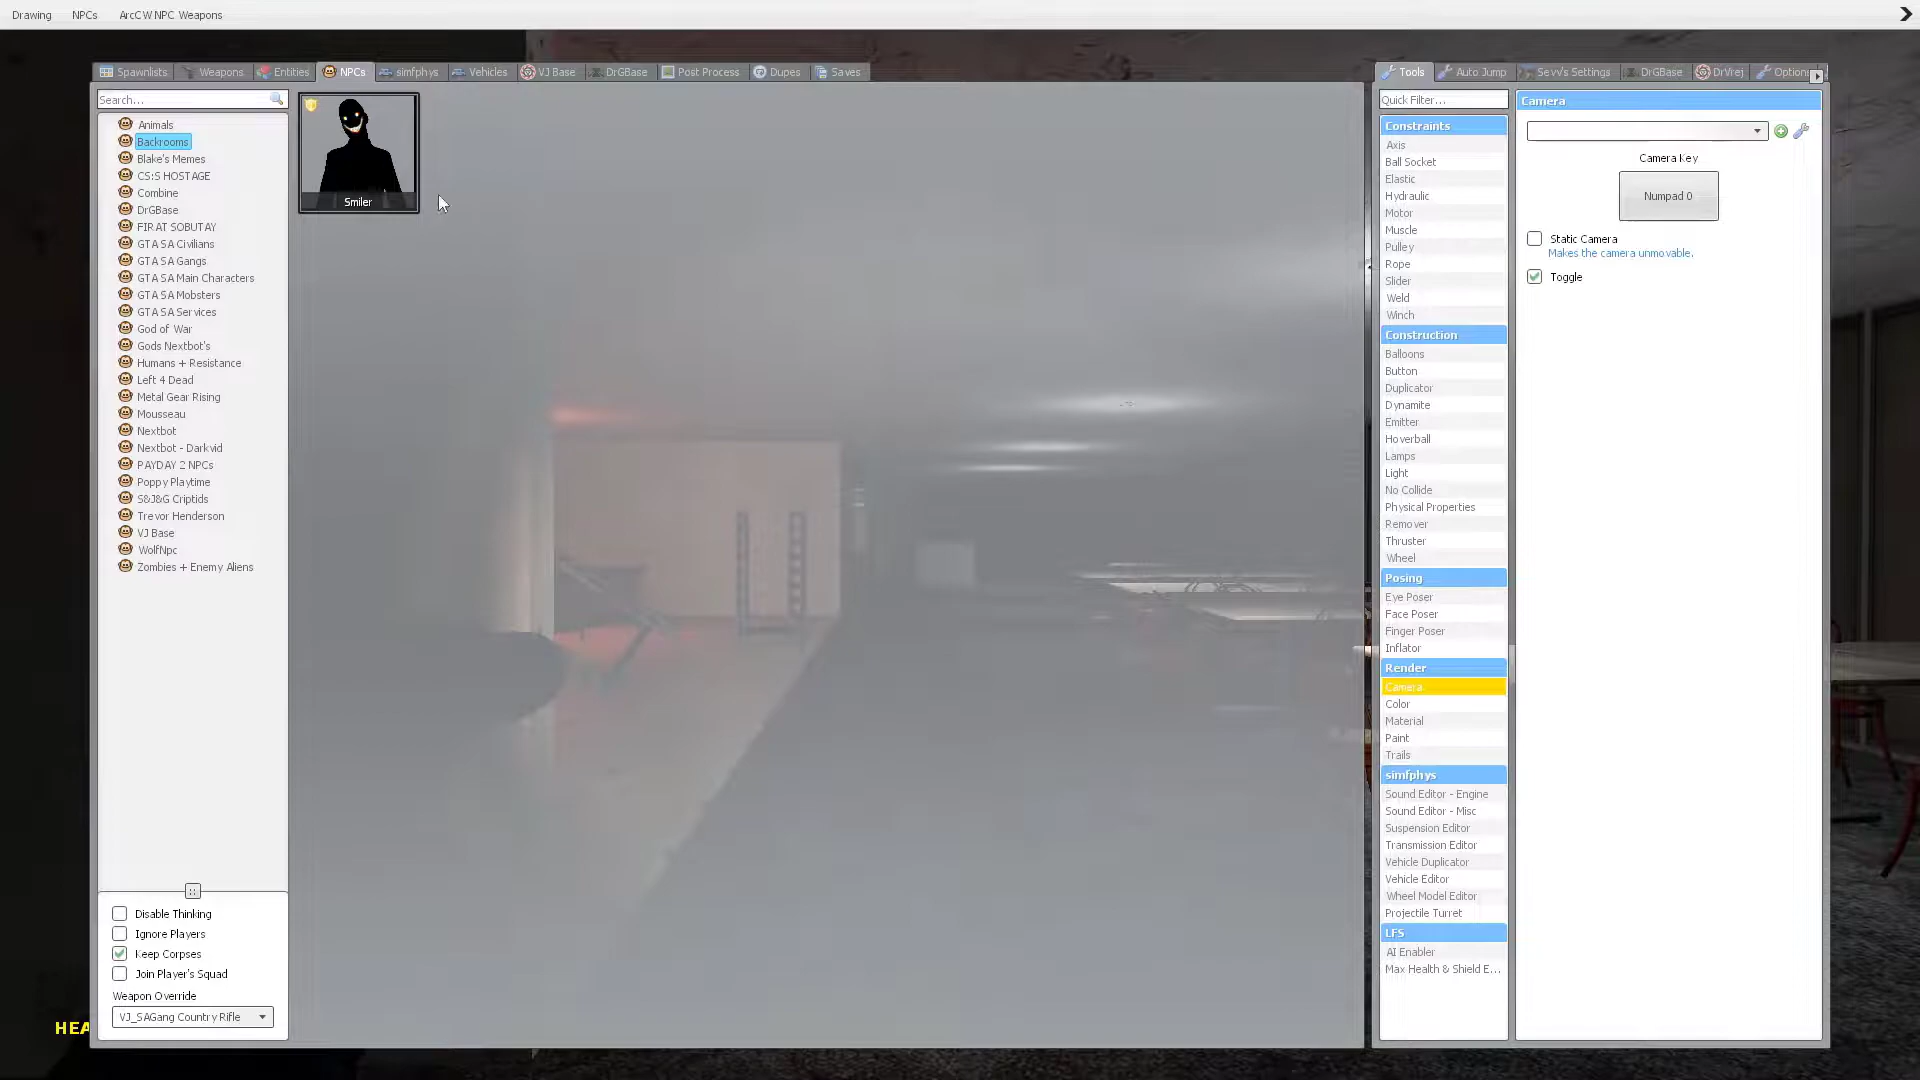 Drawing NPCs ArcCW NPC Weapons
Spawnlists Weapons Entities NPCs simfphys Vehicles VJ Base DrGBase Post Process Dupes Saves
Search...
Animals
Backrooms
Blake's Memes
CS:S HOSTAGE
Combine
DrGBase
FIRAT SOBUTAY
GTA SA Civilians
GTA SA Gangs
GTA SA Main Characters
GTA SA Mobsters
GTA SA Services
God of War
Gods Nextbot's
Humans + Resistance
Left 4 Dead
Metal Gear Rising
Mousseau
Nextbot
Nextbot - Darkvid
PAYDAY 2 NPCs
Poppy Playtime
S&J&G Criptids
Trevor Henderson
VJ Base
WolfNpc
Zombies + Enemy Aliens
Disable Thinking
Ignore Players
Keep Corpses
Join Player's Squad
Weapon Override
VJ_SAGang Country Rifle
HEA
Smiler
Tools Auto Jump Sevv's Settings DrGBase DrVrej Option
Quick Filter...
Constraints
Axis
Ball Socket
Elastic
Hydraulic
Motor
Muscle
Pulley
Rope
Slider
Weld
Winch
Construction
Balloons
Button
Duplicator
Dynamite
Emitter
Hoverball
Lamps
Light
No Collide
Physical Properties
Remover
Thruster
Wheel
Posing
Eye Poser
Face Poser
Finger Poser
Inflator
Render
Camera
Color
Material
Paint
Trails
simfphys
Sound Editor - Engine
Sound Editor - Misc
Suspension Editor
Transmission Editor
Vehicle Duplicator
Vehicle Editor
Wheel Model Editor
Projectile Turret
LFS
AI Enabler
Max Health & Shield E...
Camera
Camera Key
Numpad 0
Static Camera
Makes the camera unmovable.
Toggle